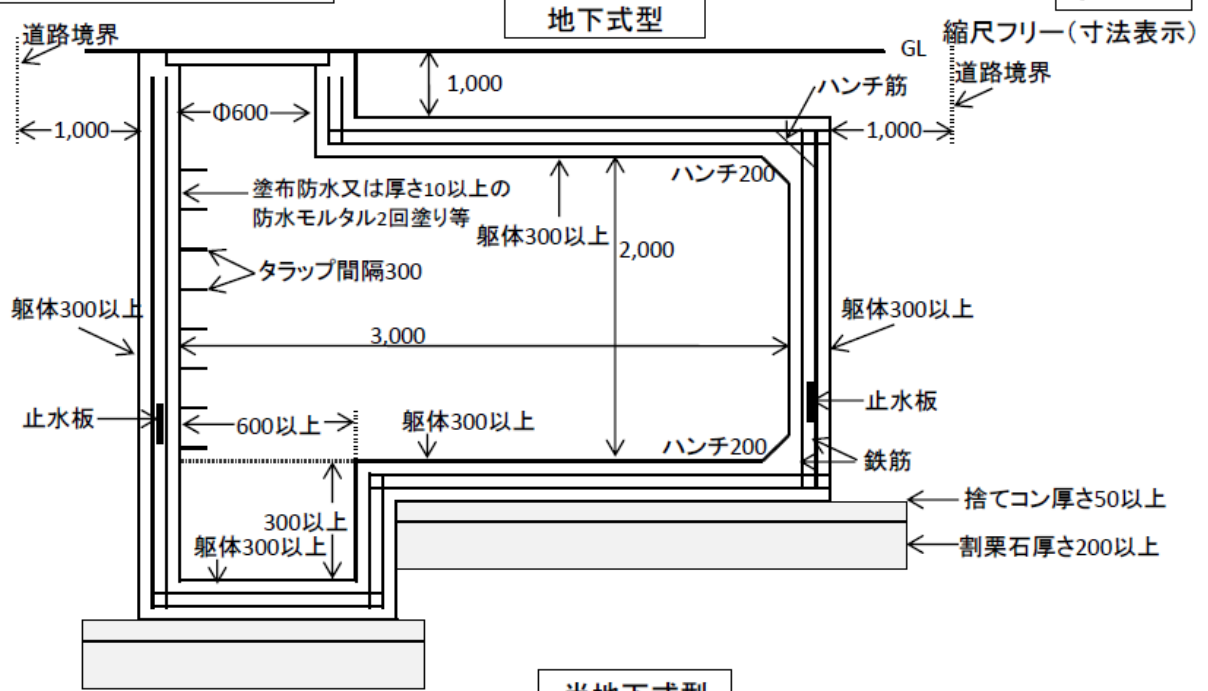 地下式型
道路境界
GL
縮尺フリー(寸法表示)
道路境界
1,000
ハンチ筋
1,000
Φ600
1,000
ハンチ200
塗布防水又は厚さ10以上の
防水モルタル2回塗り等
躯体300以上
2,000
タラップ間隔300
躯体300以上
躯体300以上
3,000
止水板
600以上
躯体300以上
止水板
ハンチ200
鉄筋
捨てコン厚さ50以上
300以上
躯体300以上
割栗石厚さ200以上